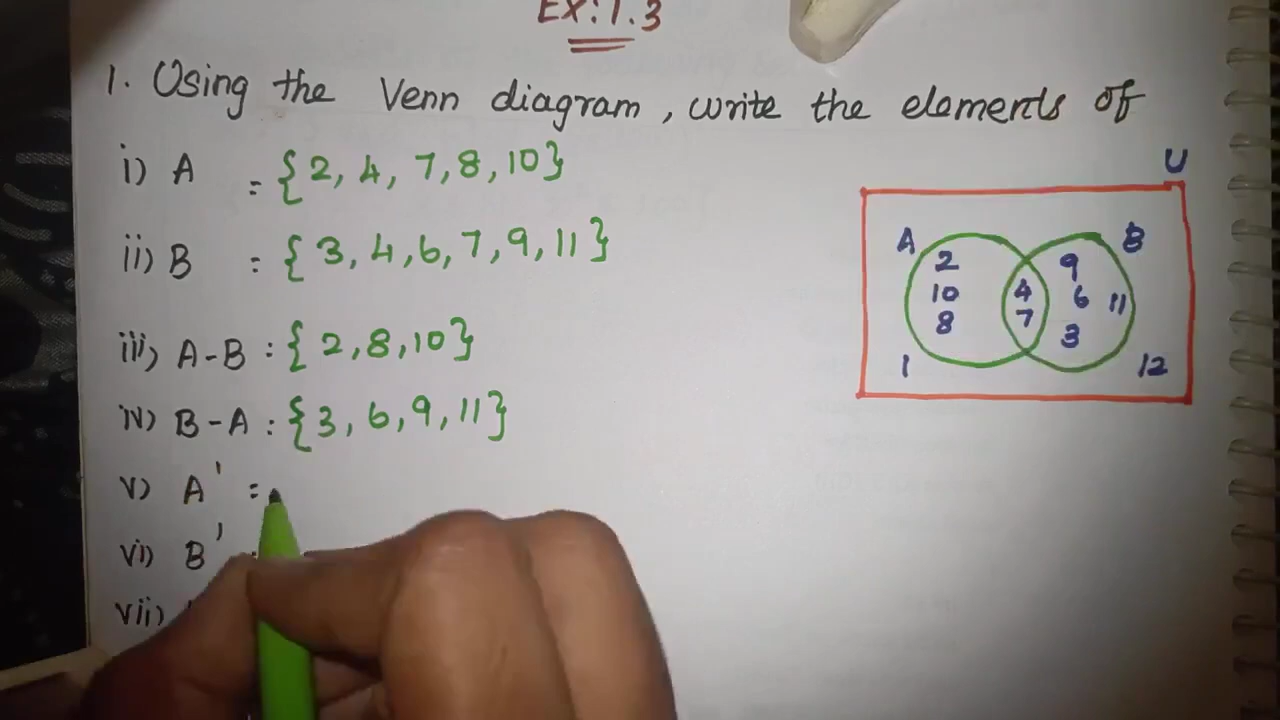 Ex: 1.3
1. Using the Venn diagram, write the elements of
i) A = {2, 4, 7, 8, 10}
ii) B = {3, 4, 6, 7, 9, 11}
iii) A-B = {2, 8, 10}
iv) B-A = {3, 6, 9, 11}
v) A' =
vi) B'
vii)
U
A B
2 9
10 4 6 11
8 7 3
1 12